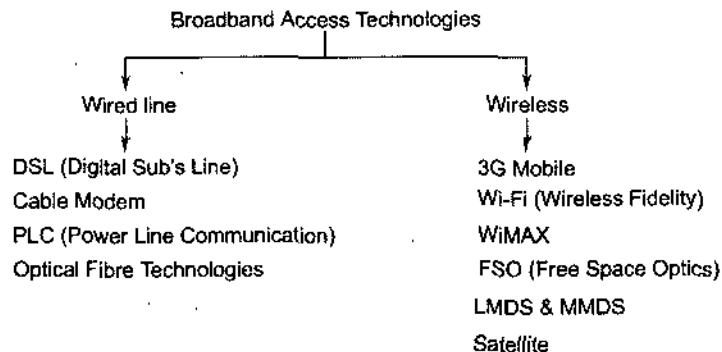 Broadband Access Technologies
Wired line
DSL (Digital Sub's Line)
Cable Modem
PLC (Power Line Communication)
Optical Fibre Technologies
Wireless
3G Mobile
Wi-Fi (Wireless Fidelity)
WiMAX
FSO (Free Space Optics)
LMDS & MMDS
Satellite